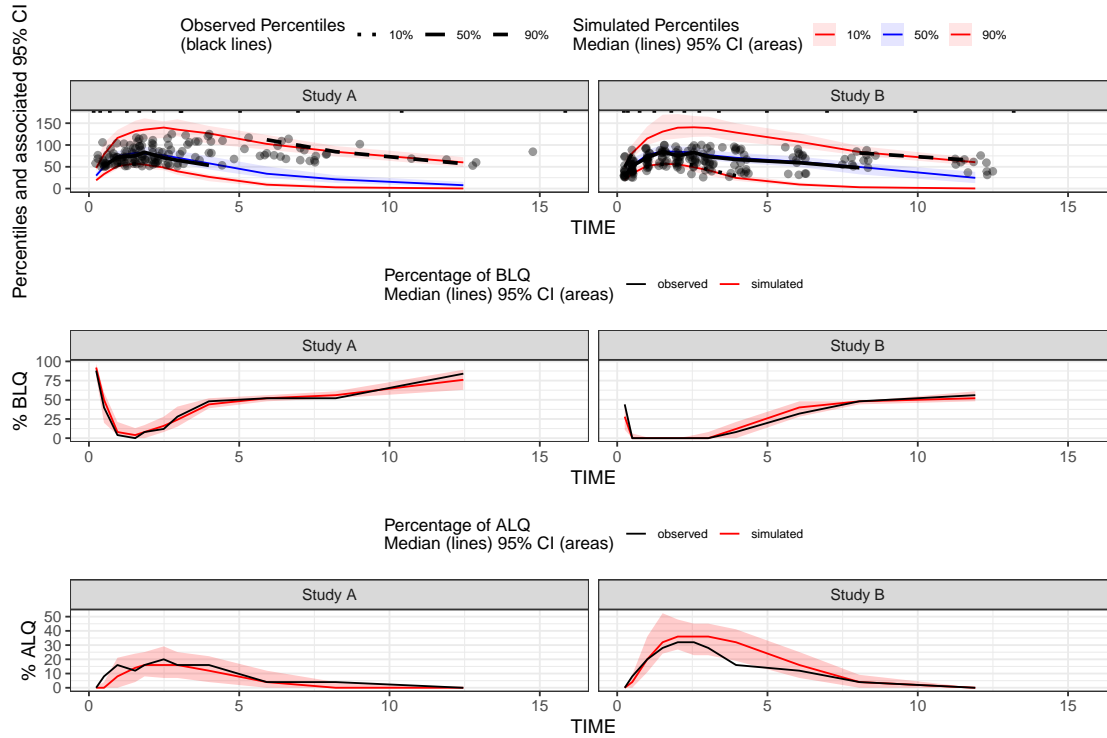 Observed Percentiles
(black lines)
10%
50%
90%
Simulated Percentiles
Median (lines) 95% CI (areas)
10%
50%
90%
Percentiles and associated 95% CI
Study A
Study B
150
100
50
0
0
5
10
15
0
5
10
15
TIME
TIME
Percentage of BLQ
Median (lines) 95% CI (areas)
observed
simulated
% BLQ
Study A
Study B
100
75
50
25
0
0
5
10
15
0
5
10
15
TIME
TIME
Percentage of ALQ
Median (lines) 95% CI (areas)
observed
simulated
% ALQ
Study A
Study B
50
40
30
20
10
0
0
5
10
15
0
5
10
15
TIME
TIME